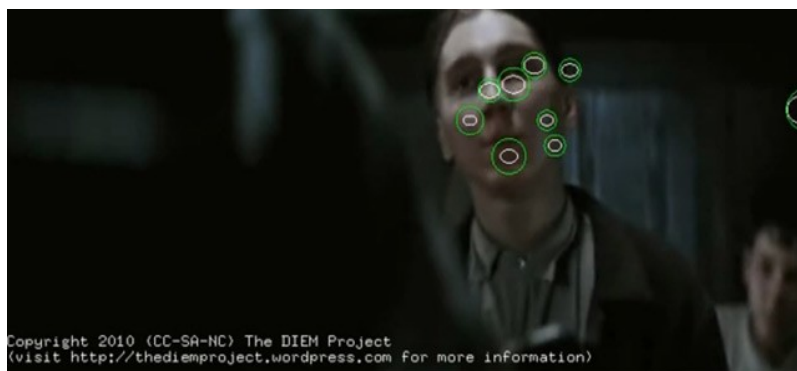 Copyright 2010 (CC-SA-NC) The DIEM Project
(visit http://thediemproject.wordpress.com for more information)